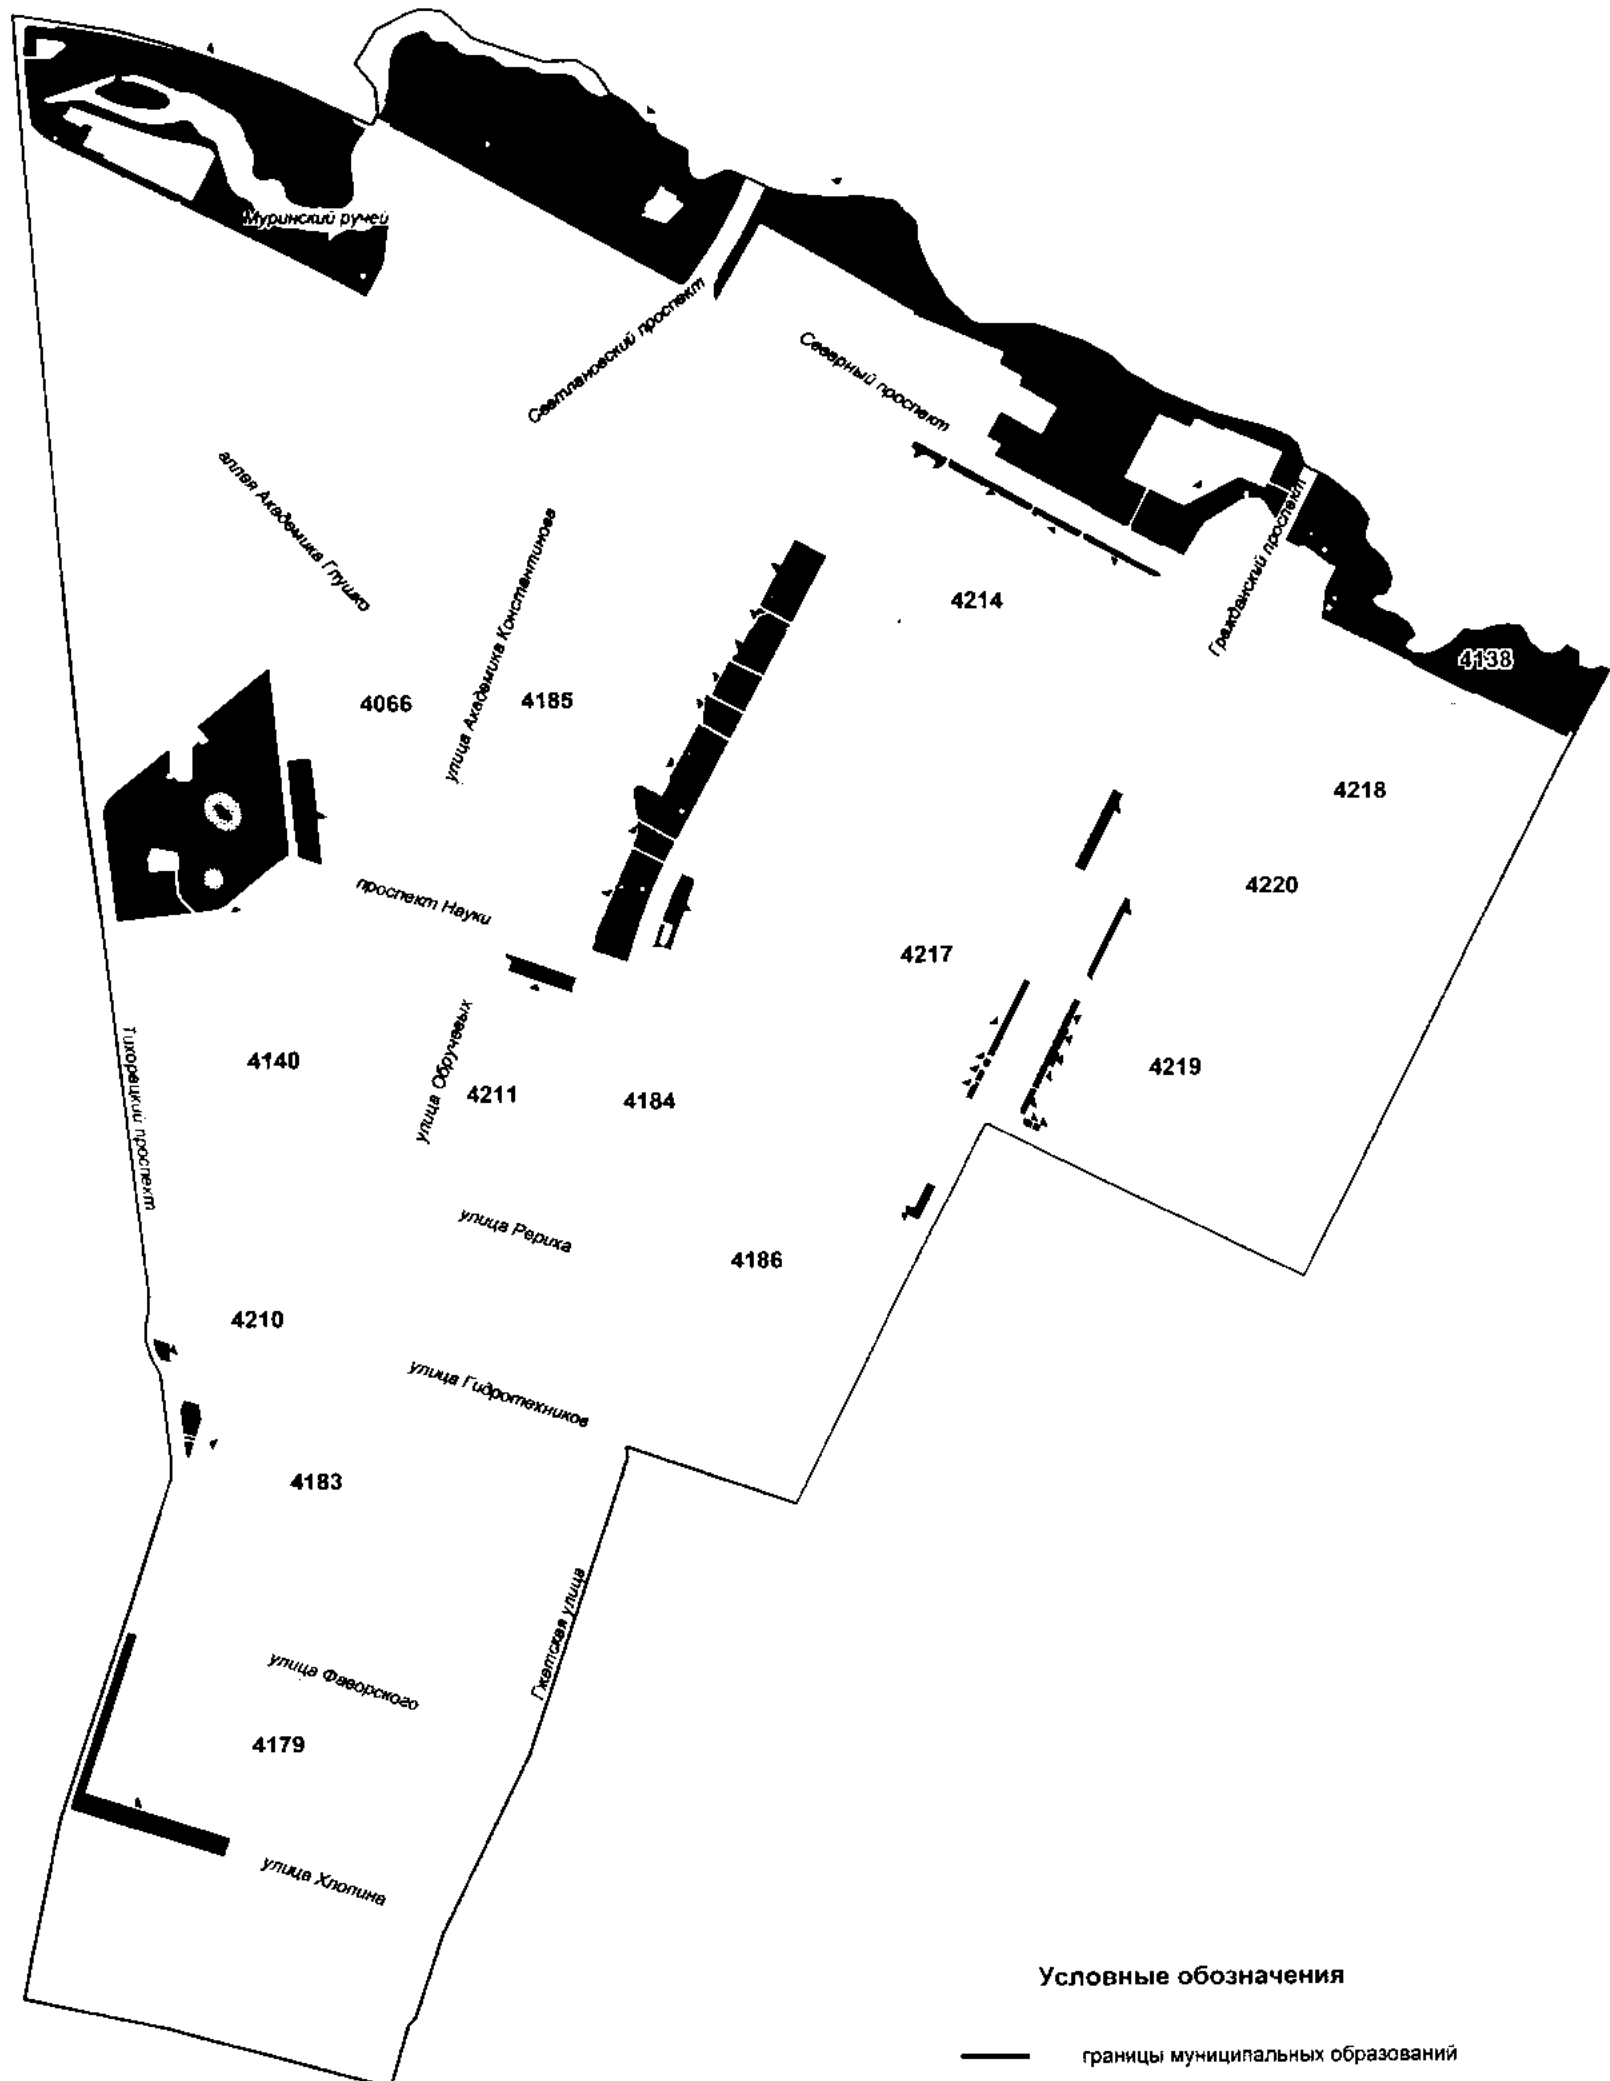 Муринский ручей
Светлановский проспект
Северный проспект
аллея Академика Глушко
улица Академика Константинова
Гражданский проспект
4214
4138
4066
4185
4218
4220
проспект Науки
4217
Тихорецкий проспект
4140
улица Обручевых
4211
4184
4219
улица Рериха
4186
4210
улица Гидротехников
4183
Гжатская улица
улица Фаворского
4179
улица Хлопина
Условные обозначения
границы муниципальных образований